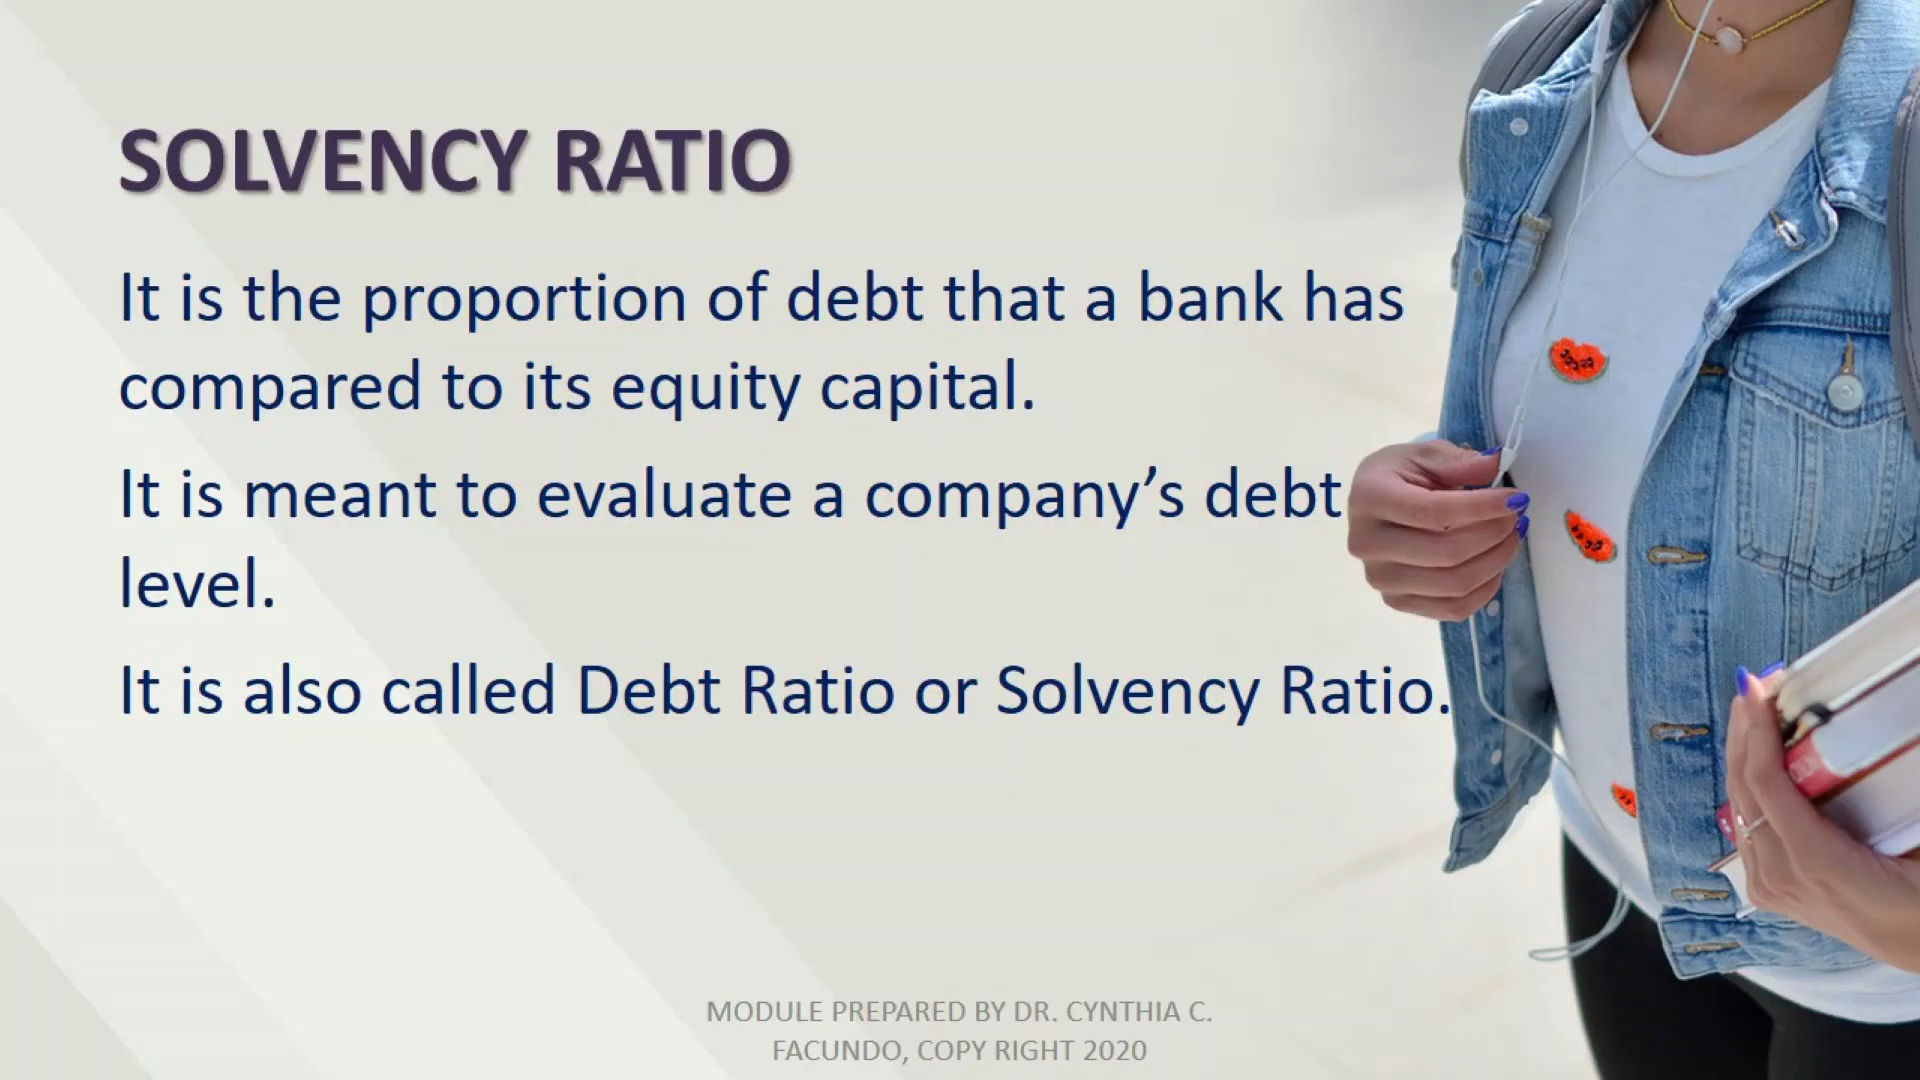 SOLVENCY RATIO
It is the proportion of debt that a bank has
compared to its equity capital.
It is meant to evaluate a company’s debt
level.
It is also called Debt Ratio or Solvency Ratio.
MODULE PREPARED BY DR. CYNTHIA C.
FACUNDO, COPY RIGHT 2020